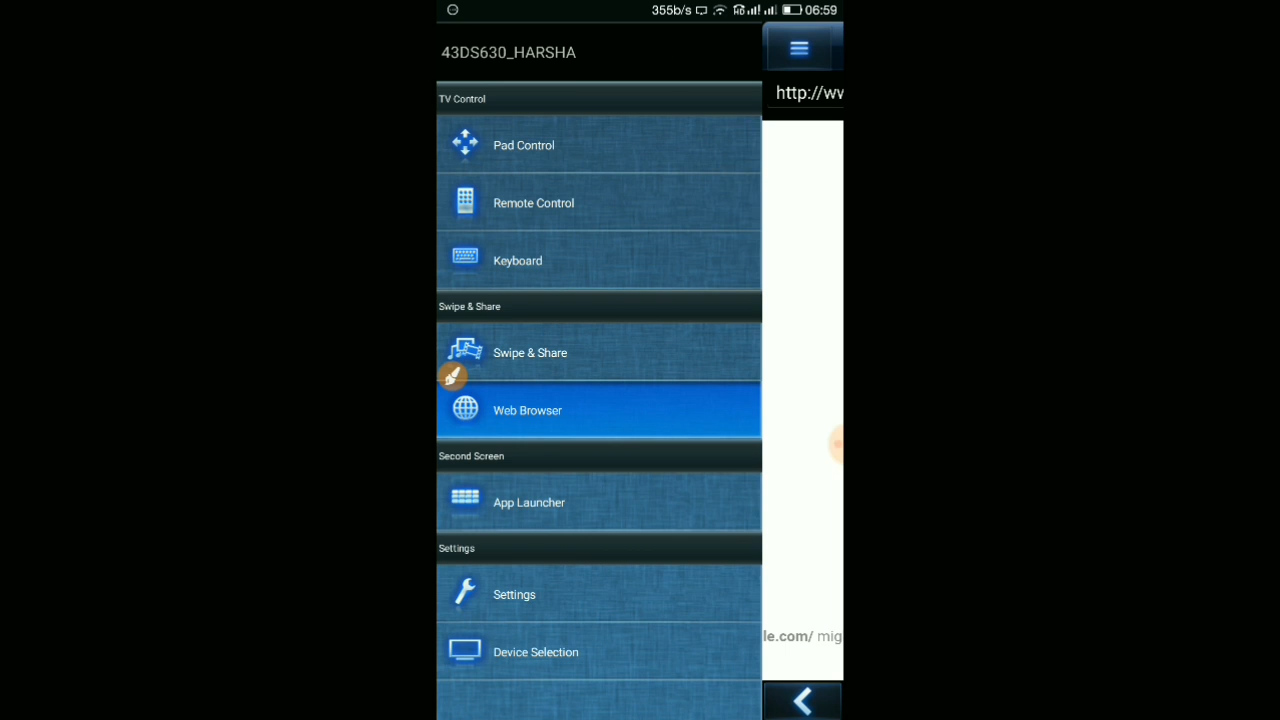 355b/s 06:59
43DS630_HARSHA
http://ww
TV Control
Pad Control
Remote Control
Keyboard
Swipe & Share
Swipe & Share
Web Browser
Second Screen
App Launcher
Settings
Settings
le.com/ mig
Device Selection